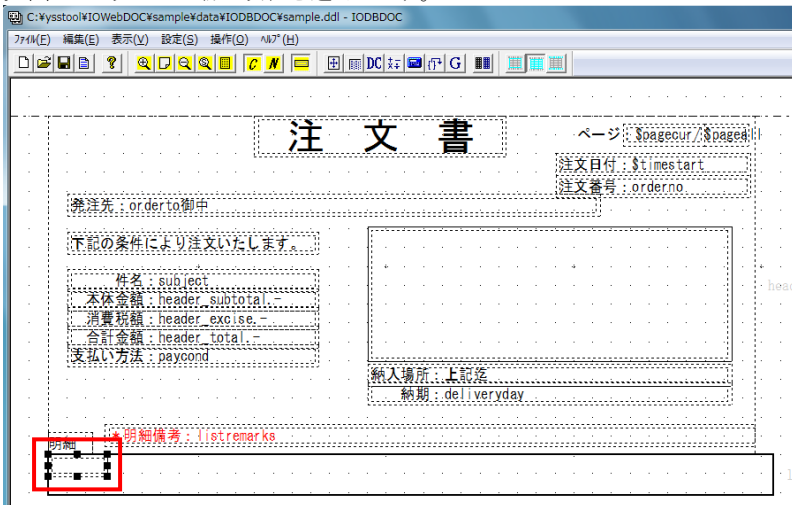 C:¥ysstool¥IOWebDOC¥sample¥data¥IODBDOC¥sample.ddl - IODBDOC
ﾌｧｲﾙ(F) 編集(E) 表示(V) 設定(S) 操作(O) ﾍﾙﾌﾟ(H)
C N DC G
注 文 書
ページ：$pagecur/$pageall
注文日付：$timestart
注文番号：orderno
発注先：orderto御中
下記の条件により注文いたします。
件名：subject
本体金額：header_subtotal.-
消費税額：header_excise.-
合計金額：header_total.-
支払い方法：paycond
head
納入場所：上記迄
納期：deliveryday
*明細備考：listremarks
明細